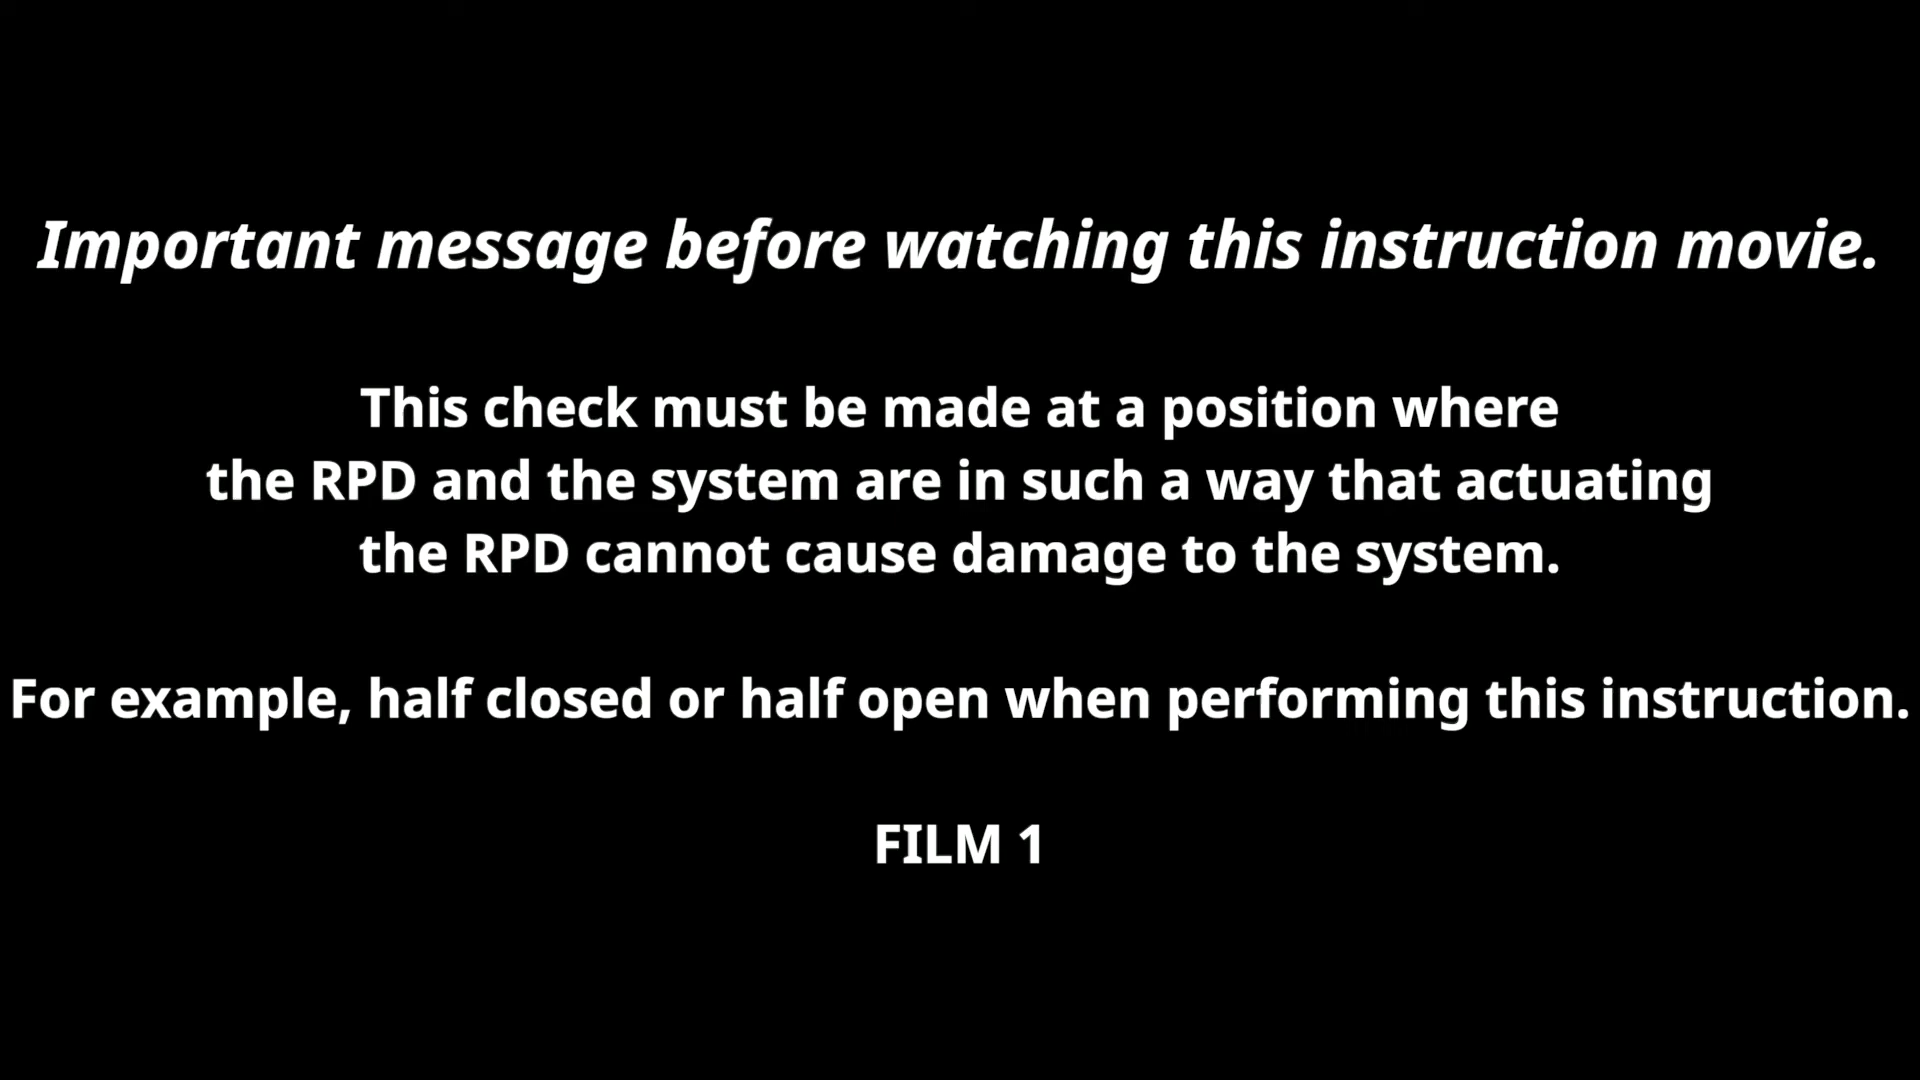 Important message before watching this instruction movie.
This check must be made at a position where
the RPD and the system are in such a way that actuating
the RPD cannot cause damage to the system.
For example, half closed or half open when performing this instruction.
FILM 1